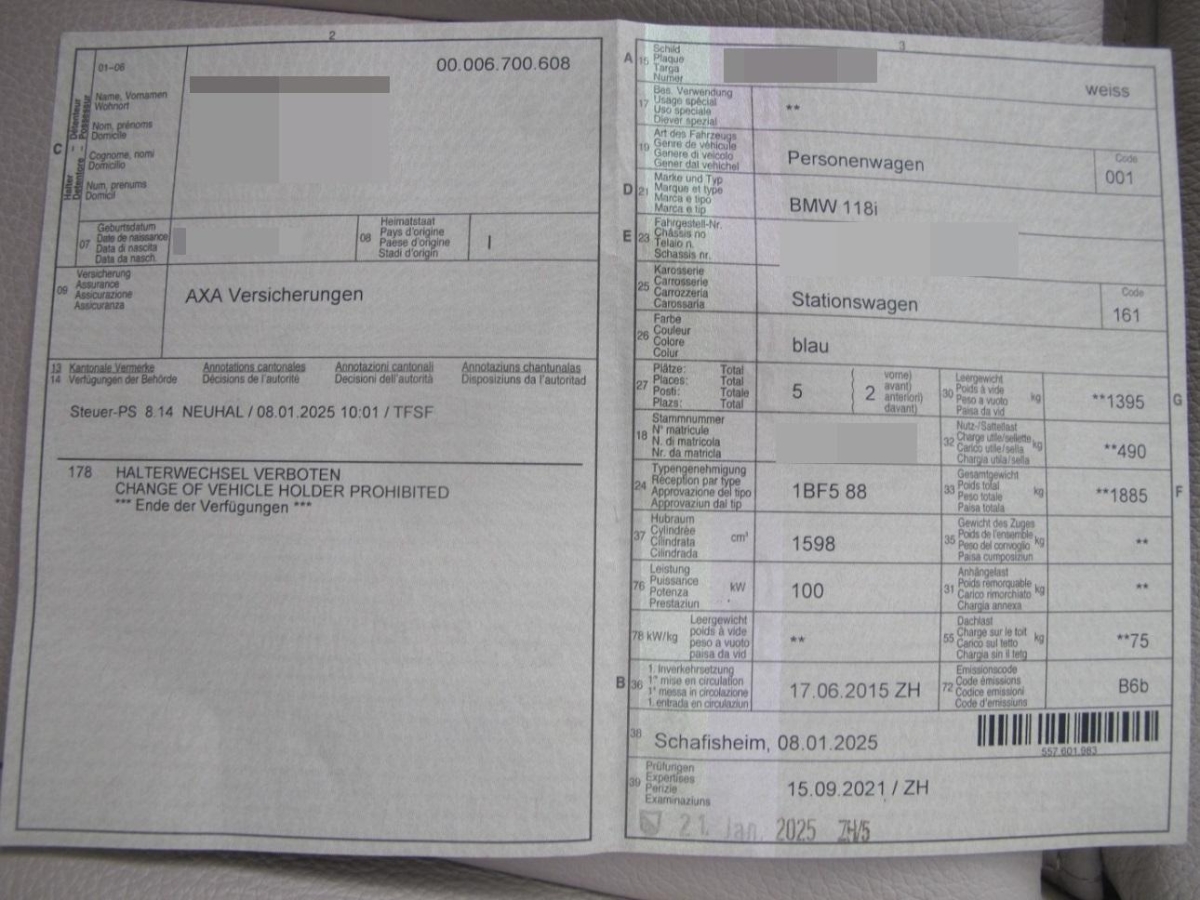 2
01-06
00.006.700.608
C
Halter Détenteur
Detentore Possessur
Name, Vornamen
Wohnort
Nom, prénoms
Domicile
Cognome, nomi
Domicilio
Num, prenums
Domicil
07
Geburtsdatum
Date de naissance
Data di nascita
Data da nasch.
08
Heimatstaat
Pays d'origine
Paese d'origine
Stadi d'origin
I
09
Versicherung
Assurance
Assicurazione
Assicuranza
AXA Versicherungen
13 Kantonale Vermerke Annotations cantonales Annotazioni cantonali Annotaziuns chantunalas
14 Verfügungen der Behörde Décisions de l'autorité Decisioni dell'autorità Disposiziuns da l'autoritad
Steuer-PS 8.14 NEUHAL / 08.01.2025 10:01 / TFSF
178 HALTERWECHSEL VERBOTEN
CHANGE OF VEHICLE HOLDER PROHIBITED
*** Ende der Verfügungen ***
3
A 15
Schild
Plaque
Targa
Numer
weiss
17
Bes. Verwendung
Usage spécial
Uso speciale
Diever spezial
**
19
Art des Fahrzeugs
Genre de véhicule
Genere di veicolo
Gener dal vehichel
Personenwagen
Code
001
D 21
Marke und Typ
Marque et type
Marca e tipo
Marca e tip
BMW 118i
E 23
Fahrgestell-Nr.
Châssis no
Telaio n.
Schassis nr.
25
Karosserie
Carrosserie
Carrozzeria
Carossaria
Stationswagen
Code
161
26
Farbe
Couleur
Colore
Colur
blau
27
Plätze: Total
Places: Total
Posti: Totale
Plazs: Total
5
2
vorne)
avant)
anteriori)
davant)
30
Leergewicht
Poids à vide
Peso a vuoto
Paisa da vid
kg
**1395
G
18
Stammnummer
N° matricule
N. di matricola
Nr. da matricla
32
Nutz-/Sattellast
Charge utile/sellette
Carico utile/sella
Chargia utila/sella
kg
**490
24
Typengenehmigung
Réception par type
Approvazione del tipo
Approvaziun dal tip
1BF5 88
33
Gesamtgewicht
Poids total
Peso totale
Paisa totala
kg
**1885
F
37
Hubraum
Cylindrée
Cilindrata
Cilindrada
cm³
1598
35
Gewicht des Zuges
Poids de l'ensemble
Peso del convoglio
Paisa cumposiziun
kg
**
76
Leistung
Puissance
Potenza
Prestaziun
kW
100
31
Anhängelast
Poids remorquable
Carico rimorchiato
Chargia annexa
kg
**
78 kW/kg
Leergewicht
poids à vide
peso a vuoto
paisa da vid
**
55
Dachlast
Charge sur le toit
Carico sul tetto
Chargia sin il tetg
kg
**75
B 36
1. Inverkehrsetzung
1re mise en circulation
1a messa in circolazione
1. entrada en circulaziun
17.06.2015 ZH
72
Emissionscode
Code émissions
Codice emissioni
Code d'emissiuns
B6b
38
Schafisheim, 08.01.2025
557 601 983
39
Prüfungen
Expertises
Perizie
Examinaziuns
15.09.2021 / ZH
21. Jan. 2025 ZH/5